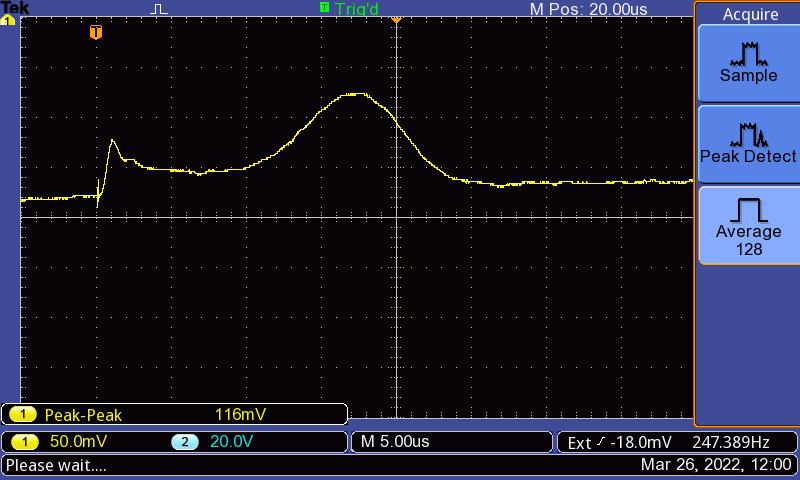 Tek
T Trig'd
M Pos: 20.00us
Acquire
1
T
Sample
Peak Detect
Average
128
1 Peak-Peak 116mV
1 50.0mV
2 20.0V
M 5.00us
Ext -18.0mV 247.389Hz
Please wait....
Mar 26, 2022, 12:00